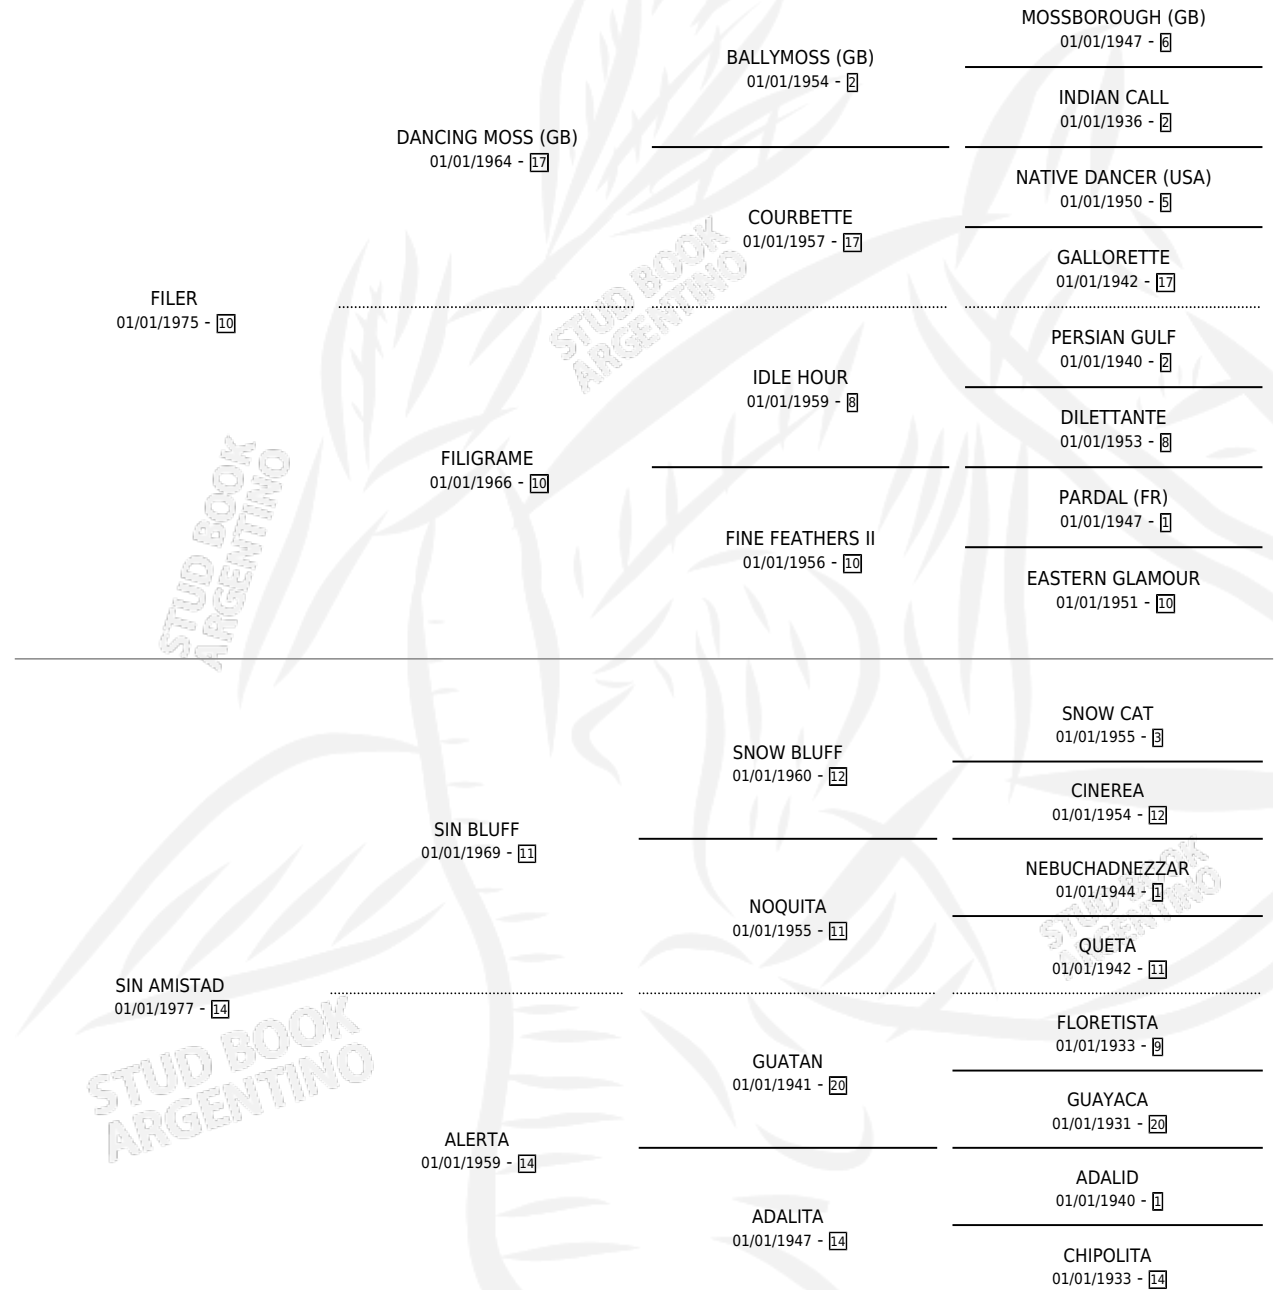 MOSSBOROUGH (GB)
01/01/1947 - 6
BALLYMOSS (GB)
01/01/1954 - 2
INDIAN CALL
01/01/1936 - 2
DANCING MOSS (GB)
01/01/1964 - 17
NATIVE DANCER (USA)
01/01/1950 - 5
COURBETTE
01/01/1957 - 17
GALLORETTE
01/01/1942 - 17
FILER
01/01/1975 - 10
PERSIAN GULF
01/01/1940 - 2
IDLE HOUR
01/01/1959 - 8
DILETTANTE
01/01/1953 - 8
FILIGRAME
01/01/1966 - 10
PARDAL (FR)
01/01/1947 - 1
FINE FEATHERS II
01/01/1956 - 10
EASTERN GLAMOUR
01/01/1951 - 10
SNOW CAT
01/01/1955 - 3
SNOW BLUFF
01/01/1960 - 12
CINEREA
01/01/1954 - 12
SIN BLUFF
01/01/1969 - 11
NEBUCHADNEZZAR
01/01/1944 - 1
NOQUITA
01/01/1955 - 11
QUETA
01/01/1942 - 11
SIN AMISTAD
01/01/1977 - 14
FLORETISTA
01/01/1933 - 9
GUATAN
01/01/1941 - 20
GUAYACA
01/01/1931 - 20
ALERTA
01/01/1959 - 14
ADALID
01/01/1940 - 1
ADALITA
01/01/1947 - 14
CHIPOLITA
01/01/1933 - 14
STUD BOOK
ARGENTINO
STUD BOOK
ARGENTINO
STUD BOOK
ARGENTINO
STUD BOOK
ARGENTINO